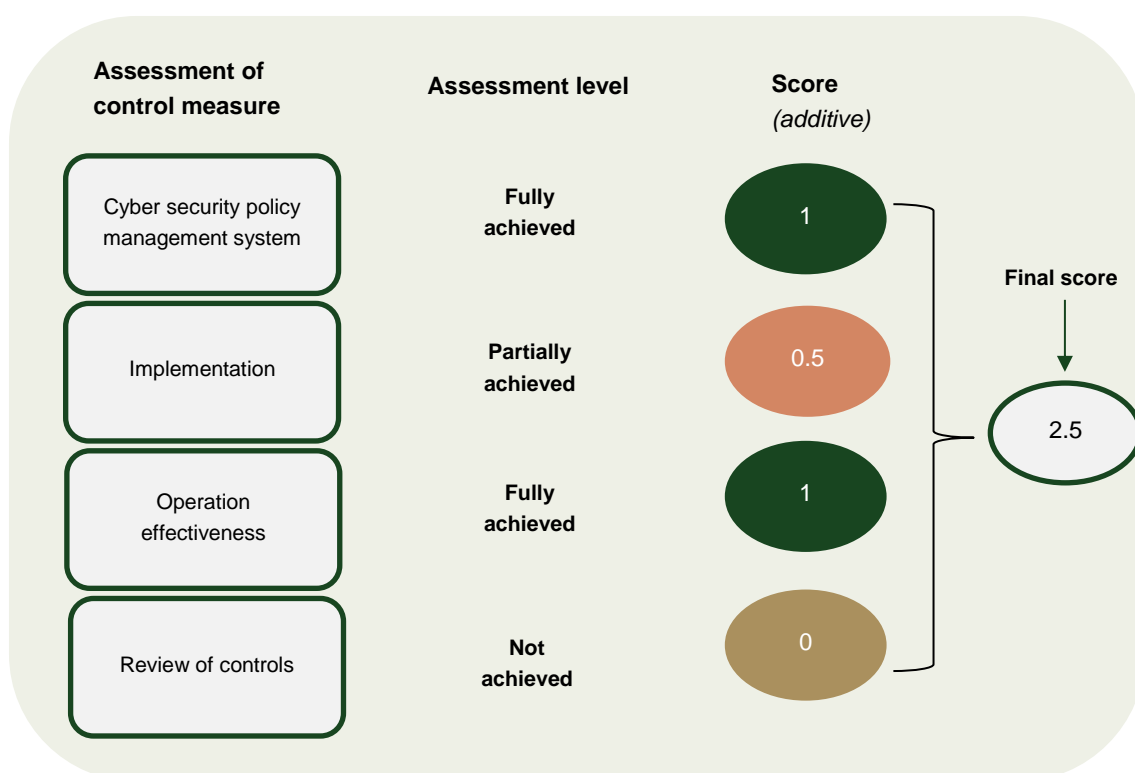 Assessment of
control measure
Assessment level
Score
(additive)
Cyber security policy
management system
Fully
achieved
1
Final score
Implementation
Partially
achieved
0.5
2.5
Operation
effectiveness
Fully
achieved
1
Review of controls
Not
achieved
0